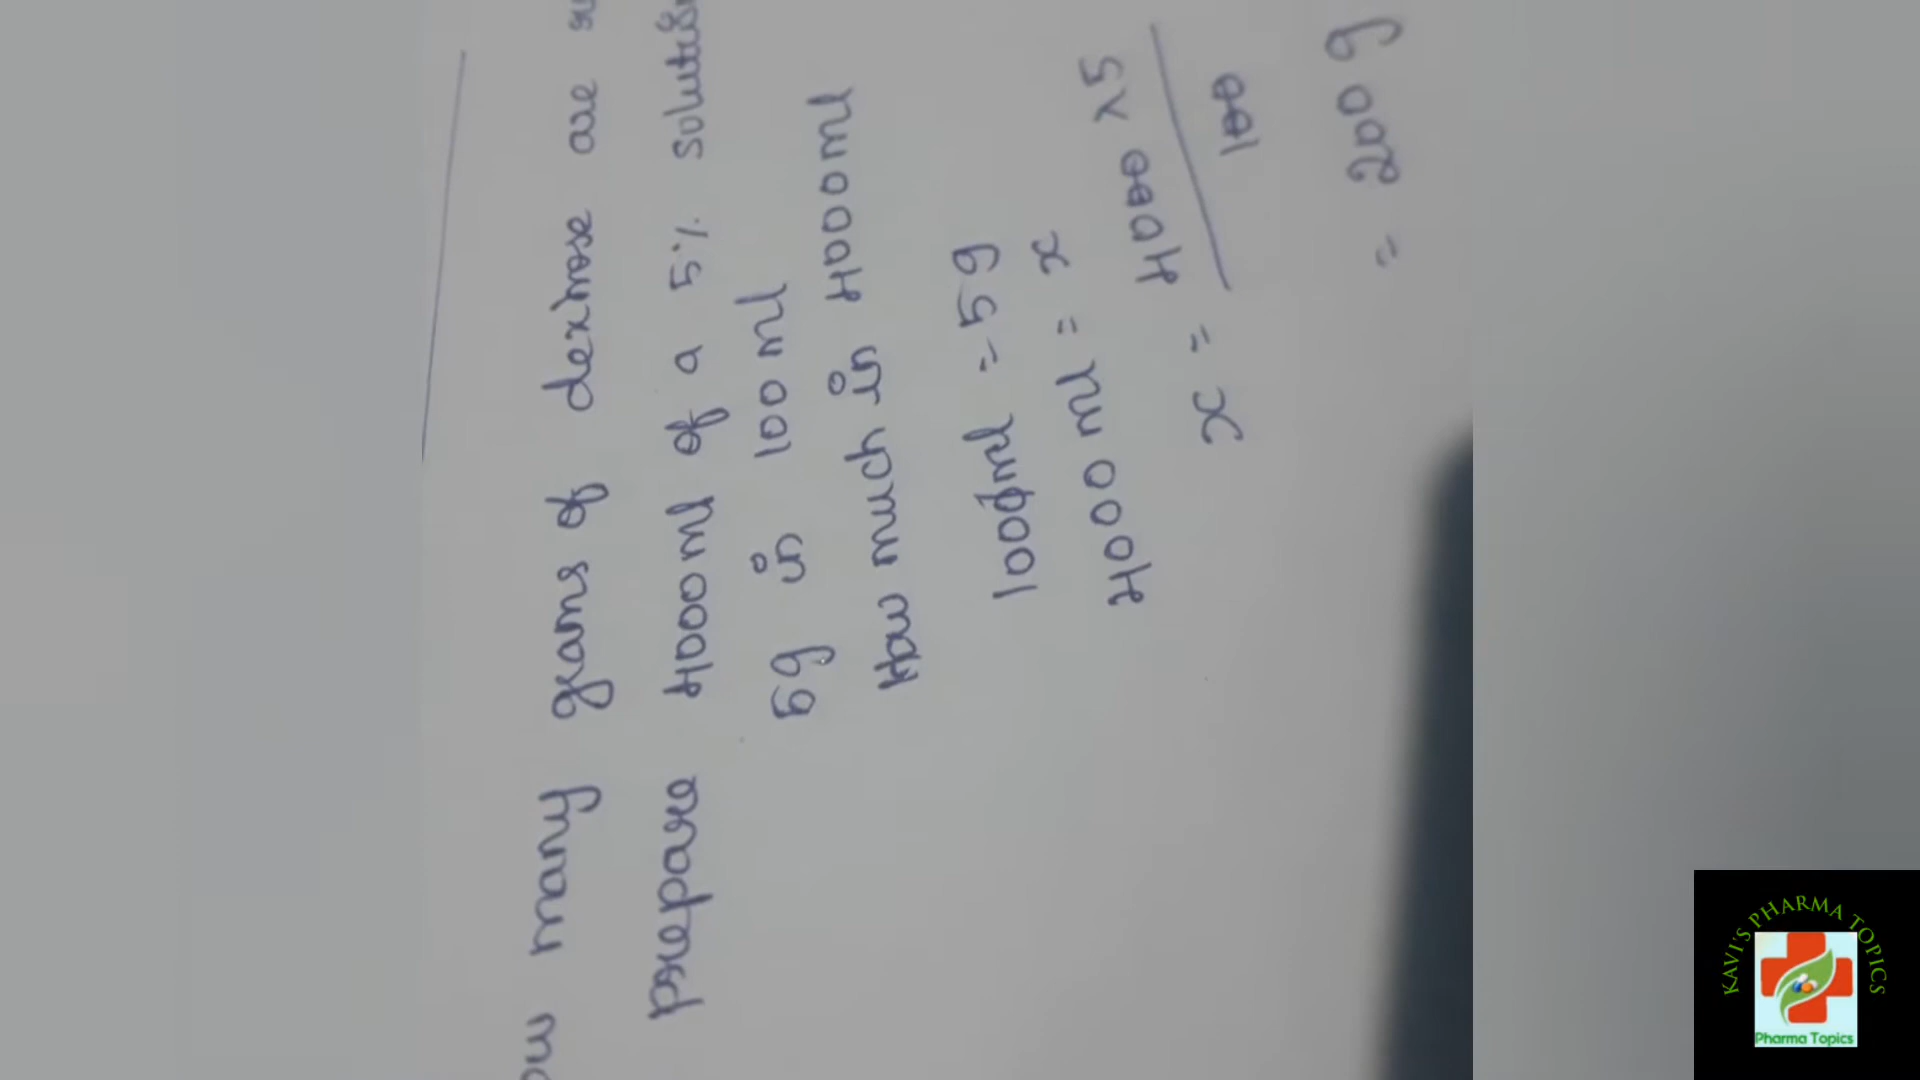 many grams of dextrose are
prepare 4000ml of a 5% solution
5g in 100ml
How much in 4000ml
100ml = 5g
4000ml = x
x = 4000 x5
100
= 200g
KAVI'S PHARMA TOPICS
Pharma Topics